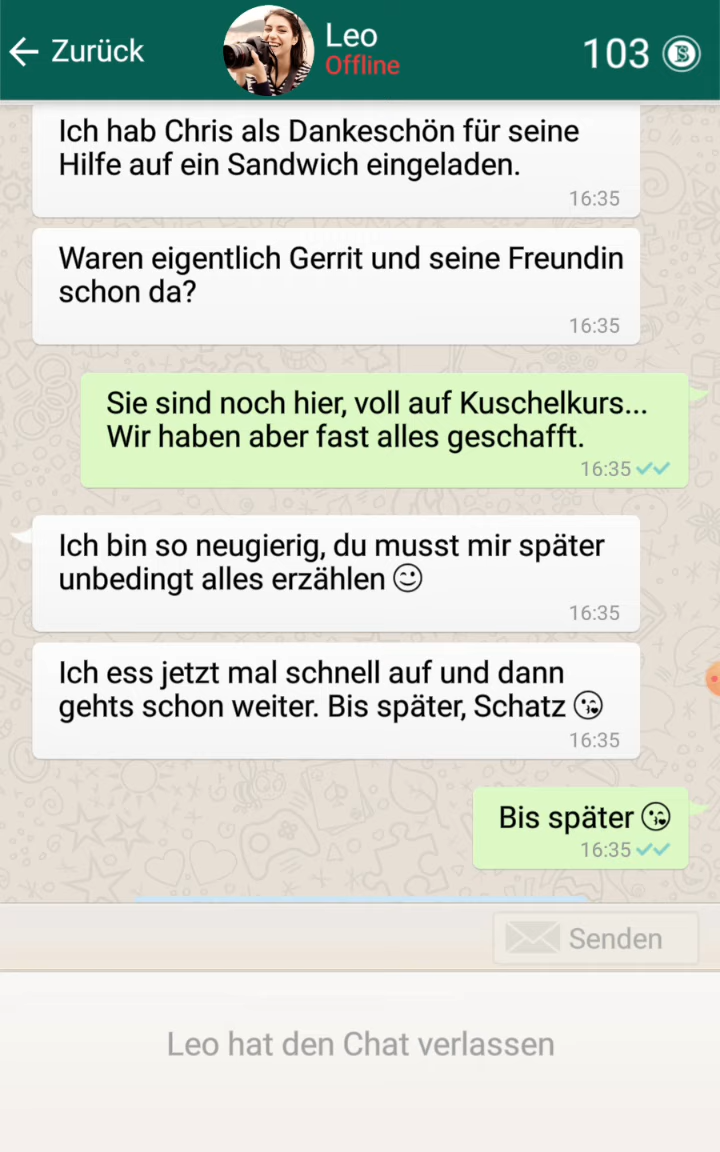 Zurück
Leo
Offline
103
Ich hab Chris als Dankeschön für seine
Hilfe auf ein Sandwich eingeladen.
16:35
Waren eigentlich Gerrit und seine Freundin
schon da?
16:35
Sie sind noch hier, voll auf Kuschelkurs...
Wir haben aber fast alles geschafft.
16:35
Ich bin so neugierig, du musst mir später
unbedingt alles erzählen 
16:35
Ich ess jetzt mal schnell auf und dann
gehts schon weiter. Bis später, Schatz 
16:35
Bis später 
16:35
Senden
Leo hat den Chat verlassen